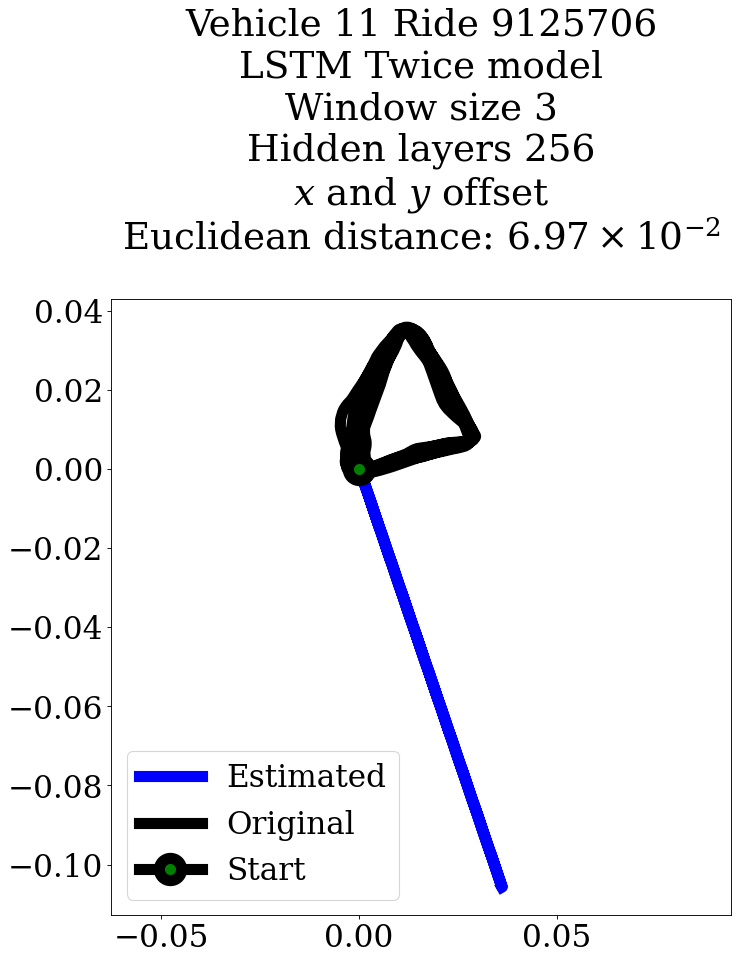 Vehicle 11 Ride 9125706
LSTM Twice model
Window size 3
Hidden layers 256
x and y offset
Euclidean distance: 6.97 × 10⁻²
0.04
0.02
0.00
−0.02
−0.04
−0.06
−0.08
−0.10
Estimated
Original
Start
−0.05
0.00
0.05